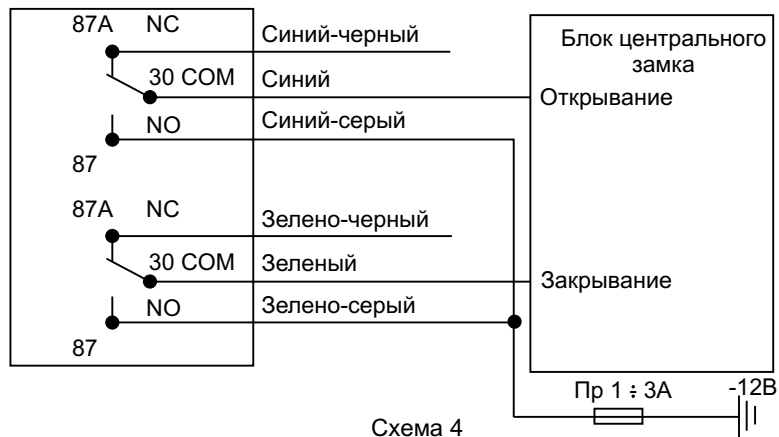 87A NC
Синий-черный
30 COM
Синий
NO
Синий-серый
87
87A NC
Зелено-черный
30 COM
Зеленый
NO
Зелено-серый
87
Блок центрального
замка
Открывание
Закрывание
Пр 1 ÷ 3А
-12В
Схема 4